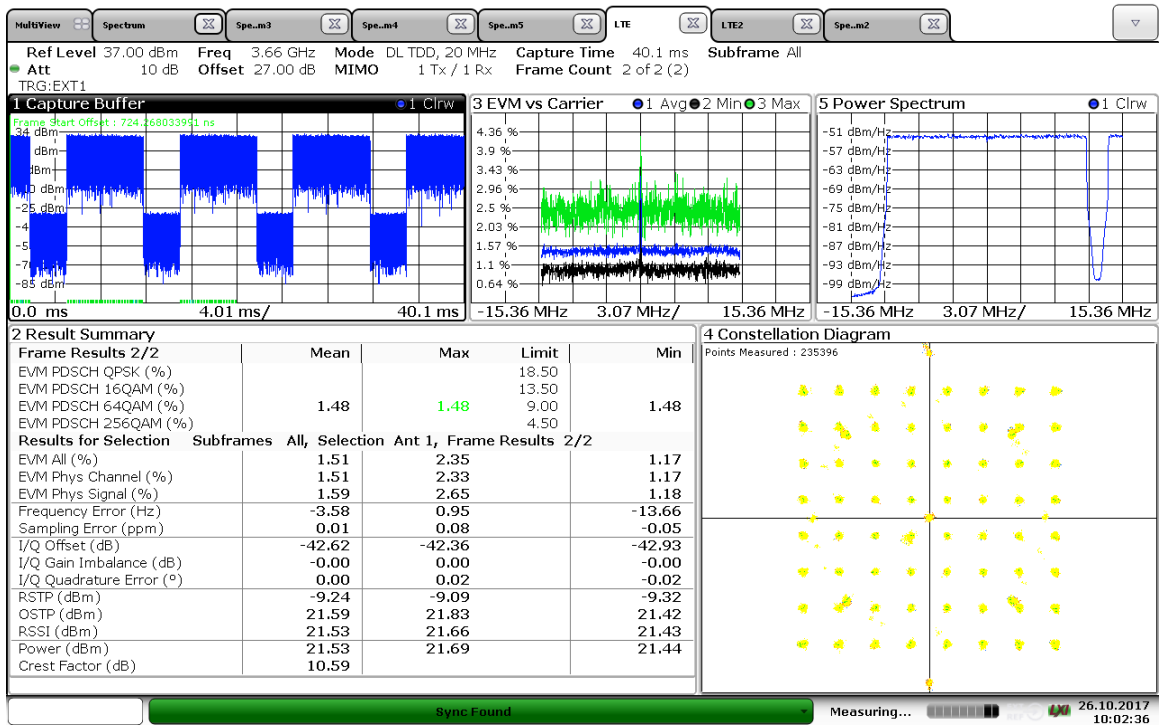 MultiView Spectrum Spe..m3 Spe..m4 Spe..m5 LTE LTE2 Spe..m2
Ref Level 37.00 dBm Freq 3.66 GHz Mode DL TDD, 20 MHz Capture Time 40.1 ms Subframe All
Att 10 dB Offset 27.00 dB MIMO 1 Tx / 1 Rx Frame Count 2 of 2 (2)
TRG:EXT1
1 Capture Buffer 1 Clrw
Frame Start Offset : 724.268033991 ns
34 dBm
dBm
dBm
dBm
-25 dBm
-85 dBm
0.0 ms 4.01 ms/ 40.1 ms
3 EVM vs Carrier 1 Avg 2 Min 3 Max
4.36 %
3.9 %
3.43 %
2.96 %
2.5 %
2.03 %
1.57 %
1.1 %
0.64 %
-15.36 MHz 3.07 MHz/ 15.36 MHz
5 Power Spectrum 1 Clrw
-51 dBm/Hz
-57 dBm/Hz
-63 dBm/Hz
-69 dBm/Hz
-75 dBm/Hz
-81 dBm/Hz
-87 dBm/Hz
-93 dBm/Hz
-99 dBm/Hz
-15.36 MHz 3.07 MHz/ 15.36 MHz
2 Result Summary
Frame Results 2/2 Mean Max Limit Min
EVM PDSCH QPSK (%) 18.50
EVM PDSCH 16QAM (%) 13.50
EVM PDSCH 64QAM (%) 1.48 1.48 9.00 1.48
EVM PDSCH 256QAM (%) 4.50
Results for Selection Subframes All, Selection Ant 1, Frame Results 2/2
EVM All (%) 1.51 2.35 1.17
EVM Phys Channel (%) 1.51 2.33 1.17
EVM Phys Signal (%) 1.59 2.65 1.18
Frequency Error (Hz) -3.58 0.95 -13.66
Sampling Error (ppm) 0.01 0.08 -0.05
I/Q Offset (dB) -42.62 -42.36 -42.93
I/Q Gain Imbalance (dB) -0.00 0.00 -0.00
I/Q Quadrature Error (°) 0.00 0.02 -0.02
RSTP (dBm) -9.24 -9.09 -9.32
OSTP (dBm) 21.59 21.83 21.42
RSSI (dBm) 21.53 21.66 21.43
Power (dBm) 21.53 21.69 21.44
Crest Factor (dB) 10.59
4 Constellation Diagram
Points Measured : 235396
Sync Found
Measuring...
REF
LXI
26.10.2017
10:02:36